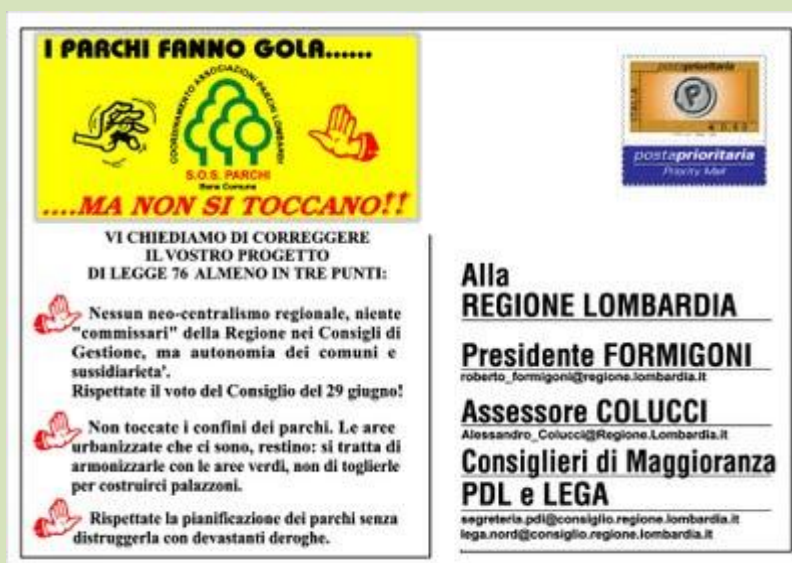 I PARCHI FANNO GOLA......
COORDINAMENTO ASSOCIAZIONI PARCHI LOMBARDI
S.O.S. PARCHI
Bene Comune
....MA NON SI TOCCANO!!
VI CHIEDIAMO DI CORREGGERE
IL VOSTRO PROGETTO
DI LEGGE 76 ALMENO IN TRE PUNTI:
Nessun neo-centralismo regionale, niente
"commissari" della Regione nei Consigli di
Gestione, ma autonomia dei comuni e
sussidiarieta'.
Rispettate il voto del Consiglio del 29 giugno!
Non toccate i confini dei parchi. Le aree
urbanizzate che ci sono, restino: si tratta di
armonizzarle con le aree verdi, non di toglierle
per costruirci palazzoni.
Rispettate la pianificazione dei parchi senza
distruggerla con devastanti deroghe.
postaprioritaria
ITALIA
P
postaprioritaria
Priority Mail
Alla
REGIONE LOMBARDIA
Presidente FORMIGONI
roberto_formigoni@regione.lombardia.it
Assessore COLUCCI
Alessandro_Colucci@Regione.Lombardia.it
Consiglieri di Maggioranza
PDL e LEGA
segreteria.pdl@consiglio.regione.lombardia.it
lega.nord@consiglio.regione.lombardia.it